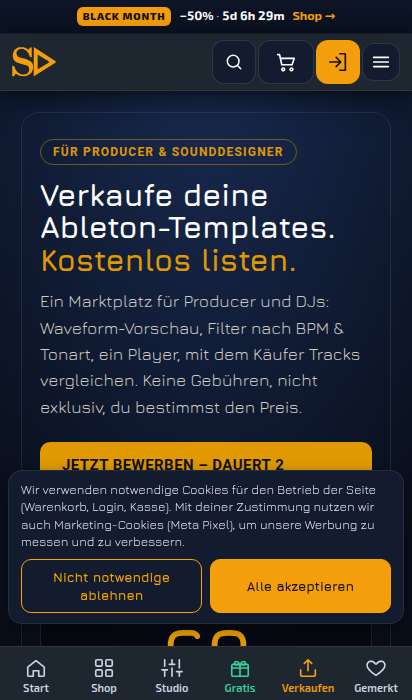 BLACK MONTH −50% · 5d 6h 29m Shop →
SD
FÜR PRODUCER & SOUNDDESIGNER
Verkaufe deine
Ableton-Templates.
Kostenlos listen.
Ein Marktplatz für Producer und DJs:
Waveform-Vorschau, Filter nach BPM &
Tonart, ein Player, mit dem Käufer Tracks
vergleichen. Keine Gebühren, nicht
exklusiv, du bestimmst den Preis.
JETZT BEWERBEN – DAUERT 2
Wir verwenden notwendige Cookies für den Betrieb der Seite
(Warenkorb, Login, Kasse). Mit deiner Zustimmung nutzen wir
auch Marketing-Cookies (Meta Pixel), um unsere Werbung zu
messen und zu verbessern.
Nicht notwendige
ablehnen
Alle akzeptieren
Start Shop Studio Gratis Verkaufen Gemerkt